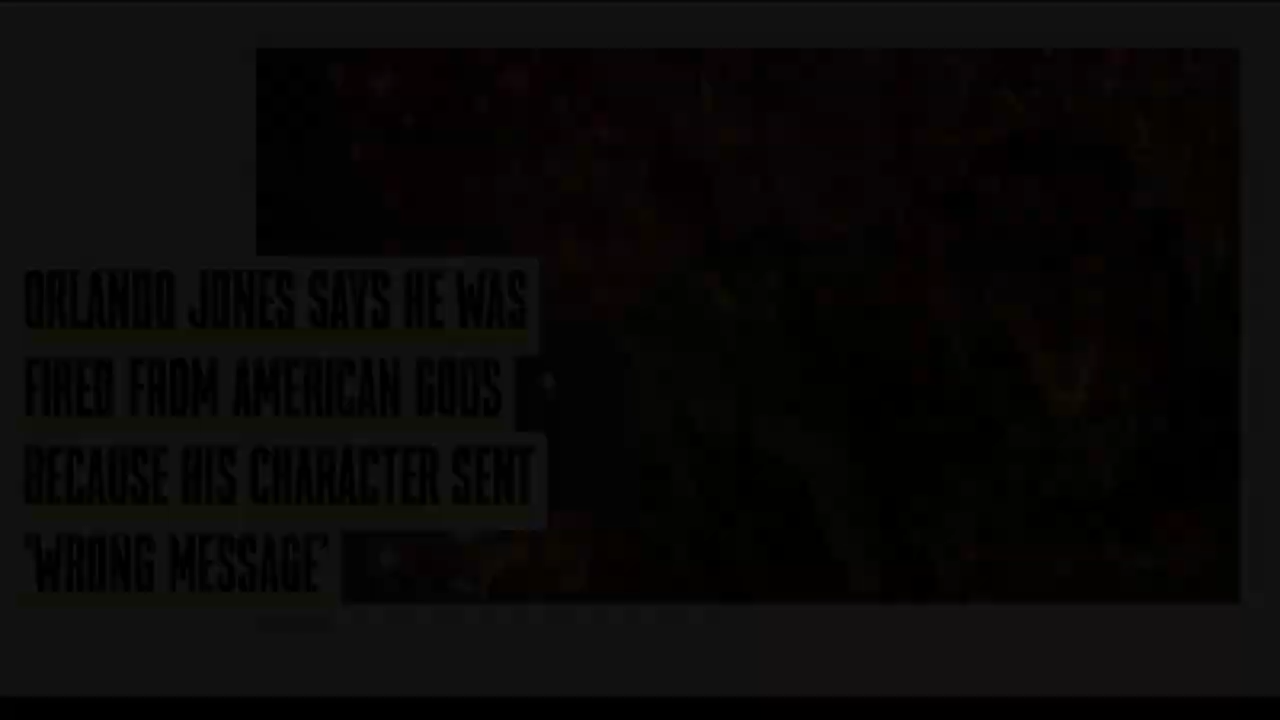 ORLANDO JONES SAYS HE WAS
FIRED FROM AMERICAN GODS
BECAUSE HIS CHARACTER SENT
'WRONG MESSAGE'